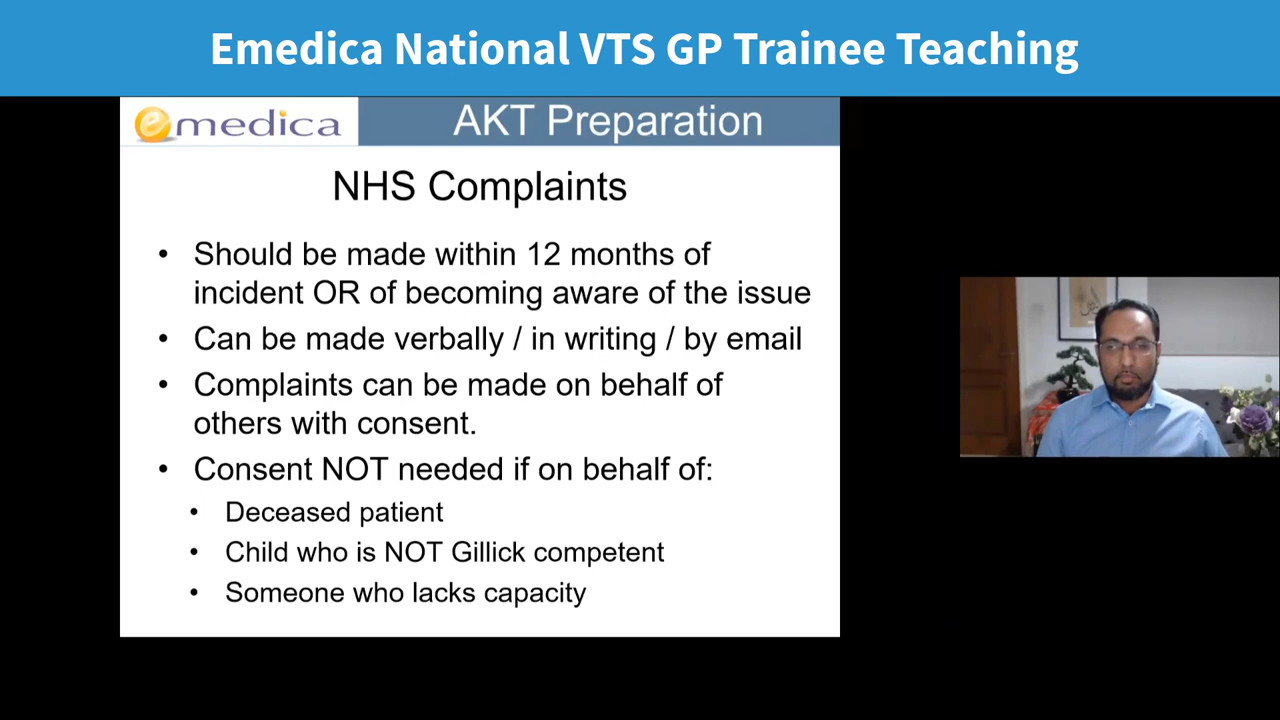 Emedica National VTS GP Trainee Teaching
emedica
AKT Preparation
NHS Complaints
• Should be made within 12 months of
incident OR of becoming aware of the issue
• Can be made verbally / in writing / by email
• Complaints can be made on behalf of
others with consent.
• Consent NOT needed if on behalf of:
• Deceased patient
• Child who is NOT Gillick competent
• Someone who lacks capacity